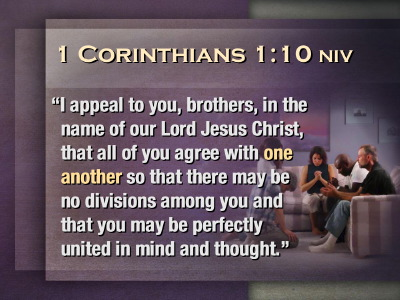 1 CORINTHIANS 1:10 NIV
“I appeal to you, brothers, in the
name of our Lord Jesus Christ,
that all of you agree with one
another so that there may be
no divisions among you and
that you may be perfectly
united in mind and thought.”